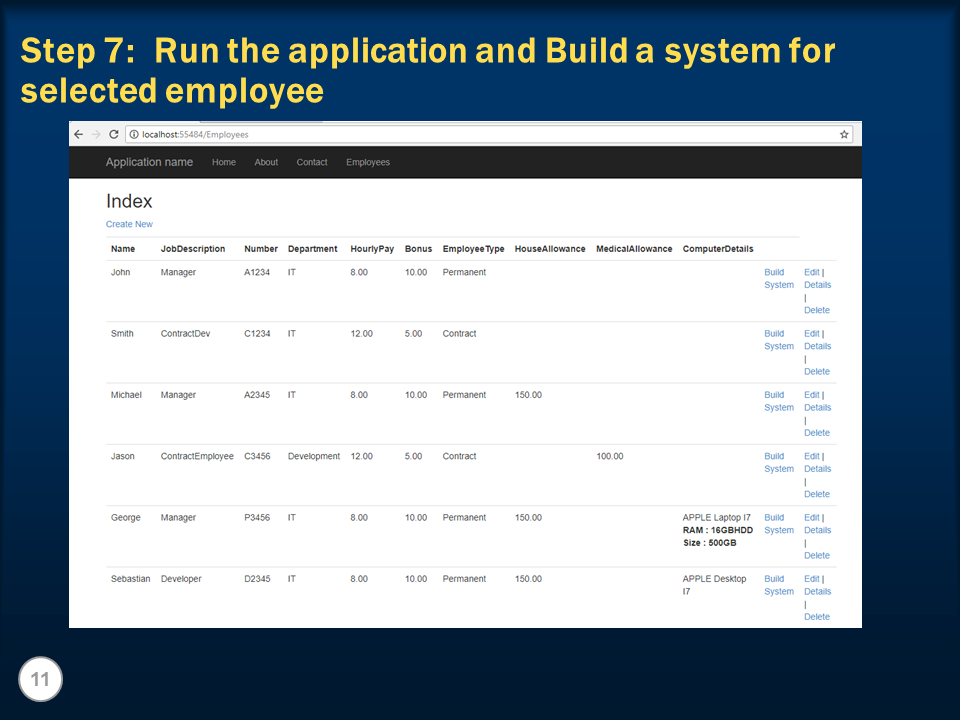 Step 7:  Run the application and Build a system for
selected employee
localhost:55484/Employees
Application name Home About Contact Employees
Index
Create New
Name JobDescription Number Department HourlyPay Bonus EmployeeType HouseAllowance MedicalAllowance ComputerDetails
John Manager A1234 IT 8.00 10.00 Permanent Build Edit |
System Details
|
Delete
Smith ContractDev C1234 IT 12.00 5.00 Contract Build Edit |
System Details
|
Delete
Michael Manager A2345 IT 8.00 10.00 Permanent 150.00 Build Edit |
System Details
|
Delete
Jason ContractEmployee C3456 Development 12.00 5.00 Contract 100.00 Build Edit |
System Details
|
Delete
George Manager P3456 IT 8.00 10.00 Permanent 150.00 APPLE Laptop I7 Build Edit |
RAM : 16GBHDD System Details
Size : 500GB |
Delete
Sebastian Developer D2345 IT 8.00 10.00 Permanent 150.00 APPLE Desktop Build Edit |
I7 System Details
|
Delete
11